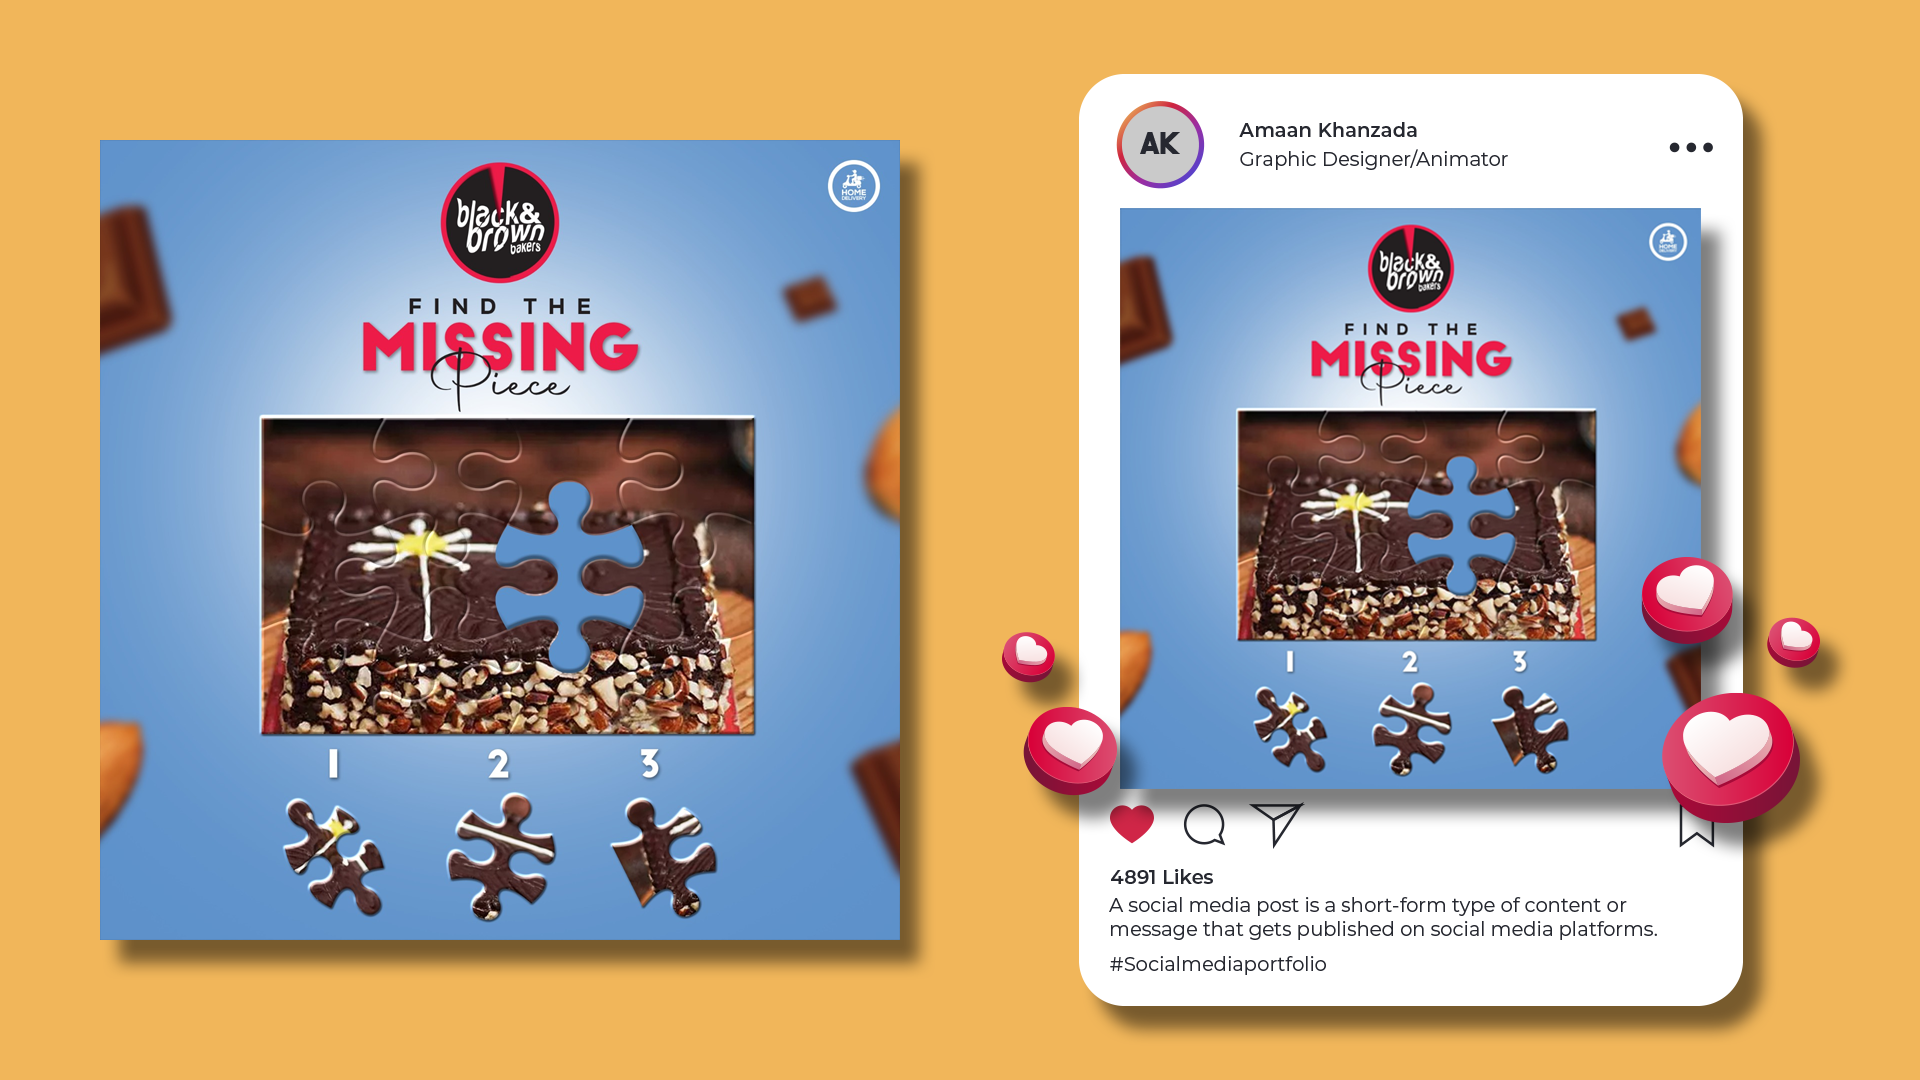 black&
brown
bakers
HOME
DELIVERY
FIND THE
MISSING
Piece
1 2 3
AK
Amaan Khanzada
Graphic Designer/Animator
black&
brown
bakers
HOME
DELIVERY
FIND THE
MISSING
Piece
1 2 3
4891 Likes
A social media post is a short-form type of content or
message that gets published on social media platforms.
#Socialmediaportfolio